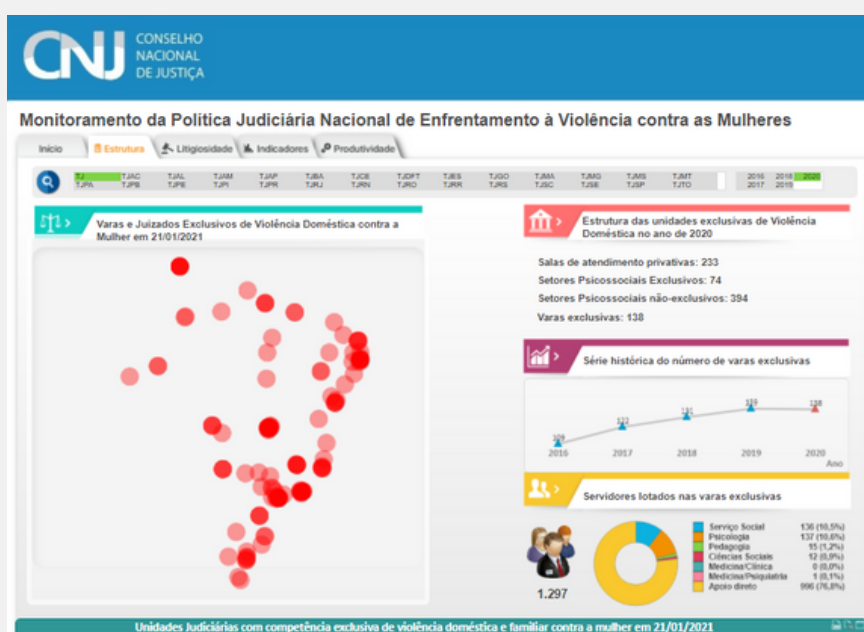 CNJ
CONSELHO
NACIONAL
DE JUSTIÇA
Monitoramento da Política Judiciária Nacional de Enfrentamento à Violência contra as Mulheres
Início Estrutura Litigiosidade Indicadores Produtividade
TJ TJAC TJAL TJAM TJAP TJBA TJCE TJDFT TJES TJGO TJMA TJMG TJMS TJMT 2016 2018 2020
TJPA TJPB TJPE TJPI TJPR TJRJ TJRN TJRO TJRR TJRS TJSC TJSE TJSP TJTO 2017 2019
Varas e Juizados Exclusivos de Violência Doméstica contra a
Mulher em 21/01/2021
Estrutura das unidades exclusivas de Violência
Doméstica no ano de 2020
Salas de atendimento privativas: 233
Setores Psicossociais Exclusivos: 74
Setores Psicossociais não-exclusivos: 394
Varas exclusivas: 138
Série histórica do número de varas exclusivas
109 122 131 139 138
2016 2017 2018 2019 2020
Ano
Servidores lotados nas varas exclusivas
Serviço Social 136 (10,5%)
Psicologia 137 (10,6%)
Pedagogia 15 (1,2%)
Ciências Sociais 12 (0,9%)
Medicina/Clínica 0 (0,0%)
Medicina/Psiquiatria 1 (0,1%)
Apoio direto 996 (76,8%)
1.297
Unidades Judiciárias com competência exclusiva de violência doméstica e familiar contra a mulher em 21/01/2021